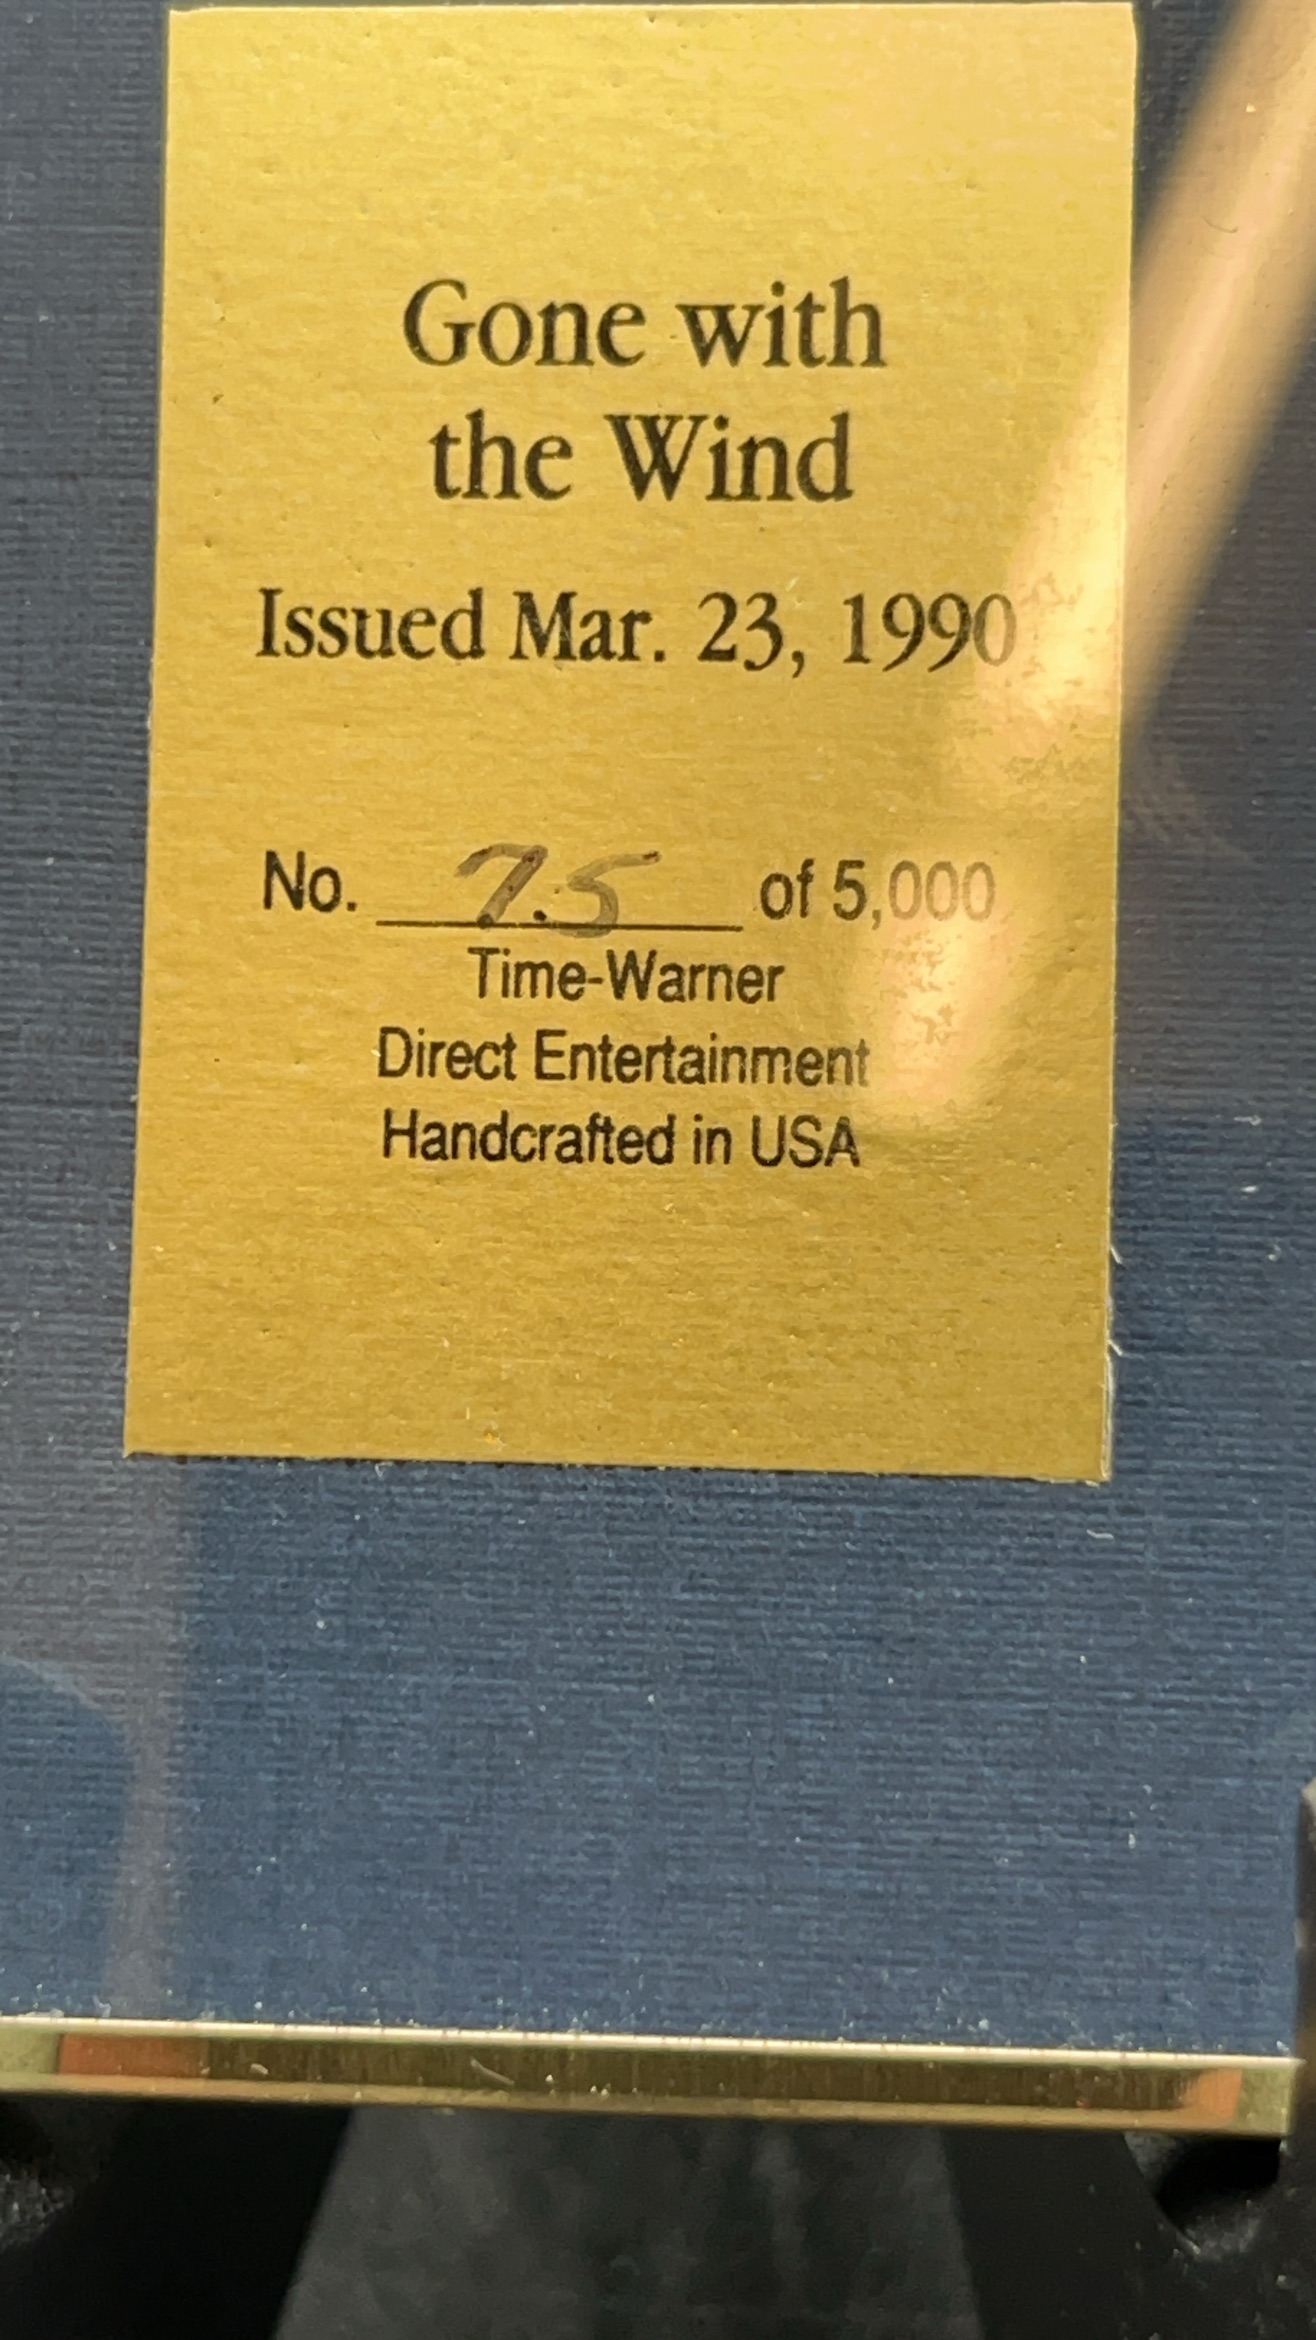 Gone with
the Wind
Issued Mar. 23, 1990
No. 75 of 5,000
Time-Warner
Direct Entertainment
Handcrafted in USA